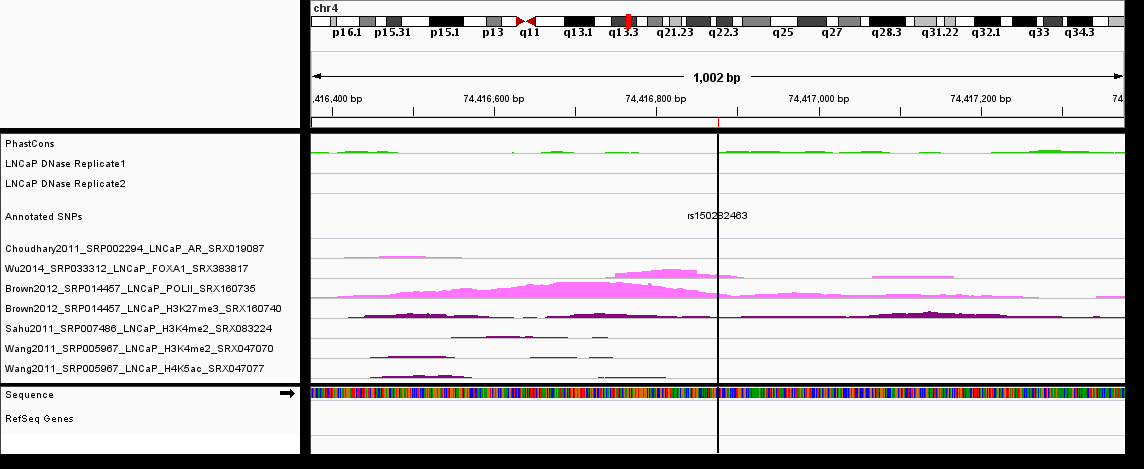 chr4
p16.1 p15.31 p15.1 p13 q11 q13.1 q13.3 q21.23 q22.3 q25 q27 q28.3 q31.22 q32.1 q33 q34.3
1,002 bp
,416,400 bp 74,416,600 bp 74,416,800 bp 74,417,000 bp 74,417,200 bp 74
PhastCons
LNCaP DNase Replicate1
LNCaP DNase Replicate2
Annotated SNPs
rs150282463
Choudhary2011_SRP002294_LNCaP_AR_SRX019087
Wu2014_SRP033312_LNCaP_FOXA1_SRX383817
Brown2012_SRP014457_LNCaP_POLII_SRX160735
Brown2012_SRP014457_LNCaP_H3K27me3_SRX160740
Sahu2011_SRP007486_LNCaP_H3K4me2_SRX083224
Wang2011_SRP005967_LNCaP_H3K4me2_SRX047070
Wang2011_SRP005967_LNCaP_H4K5ac_SRX047077
Sequence
RefSeq Genes